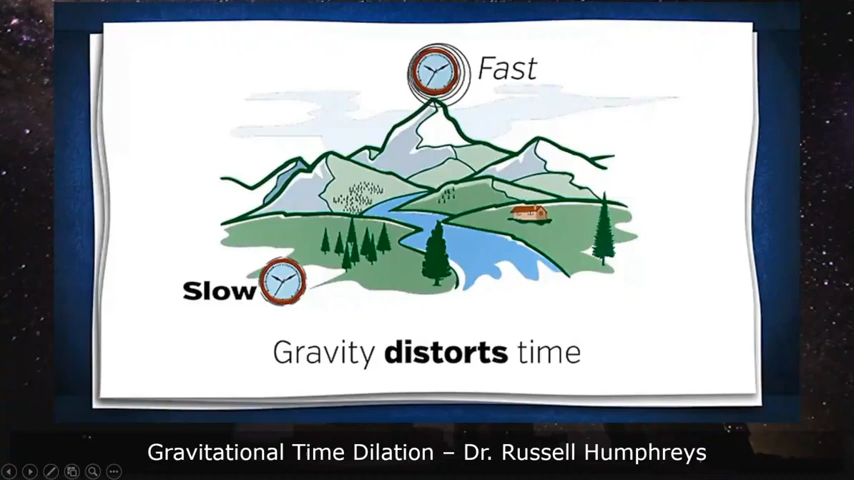 Fast
Slow
Gravity distorts time
Gravitational Time Dilation – Dr. Russell Humphreys